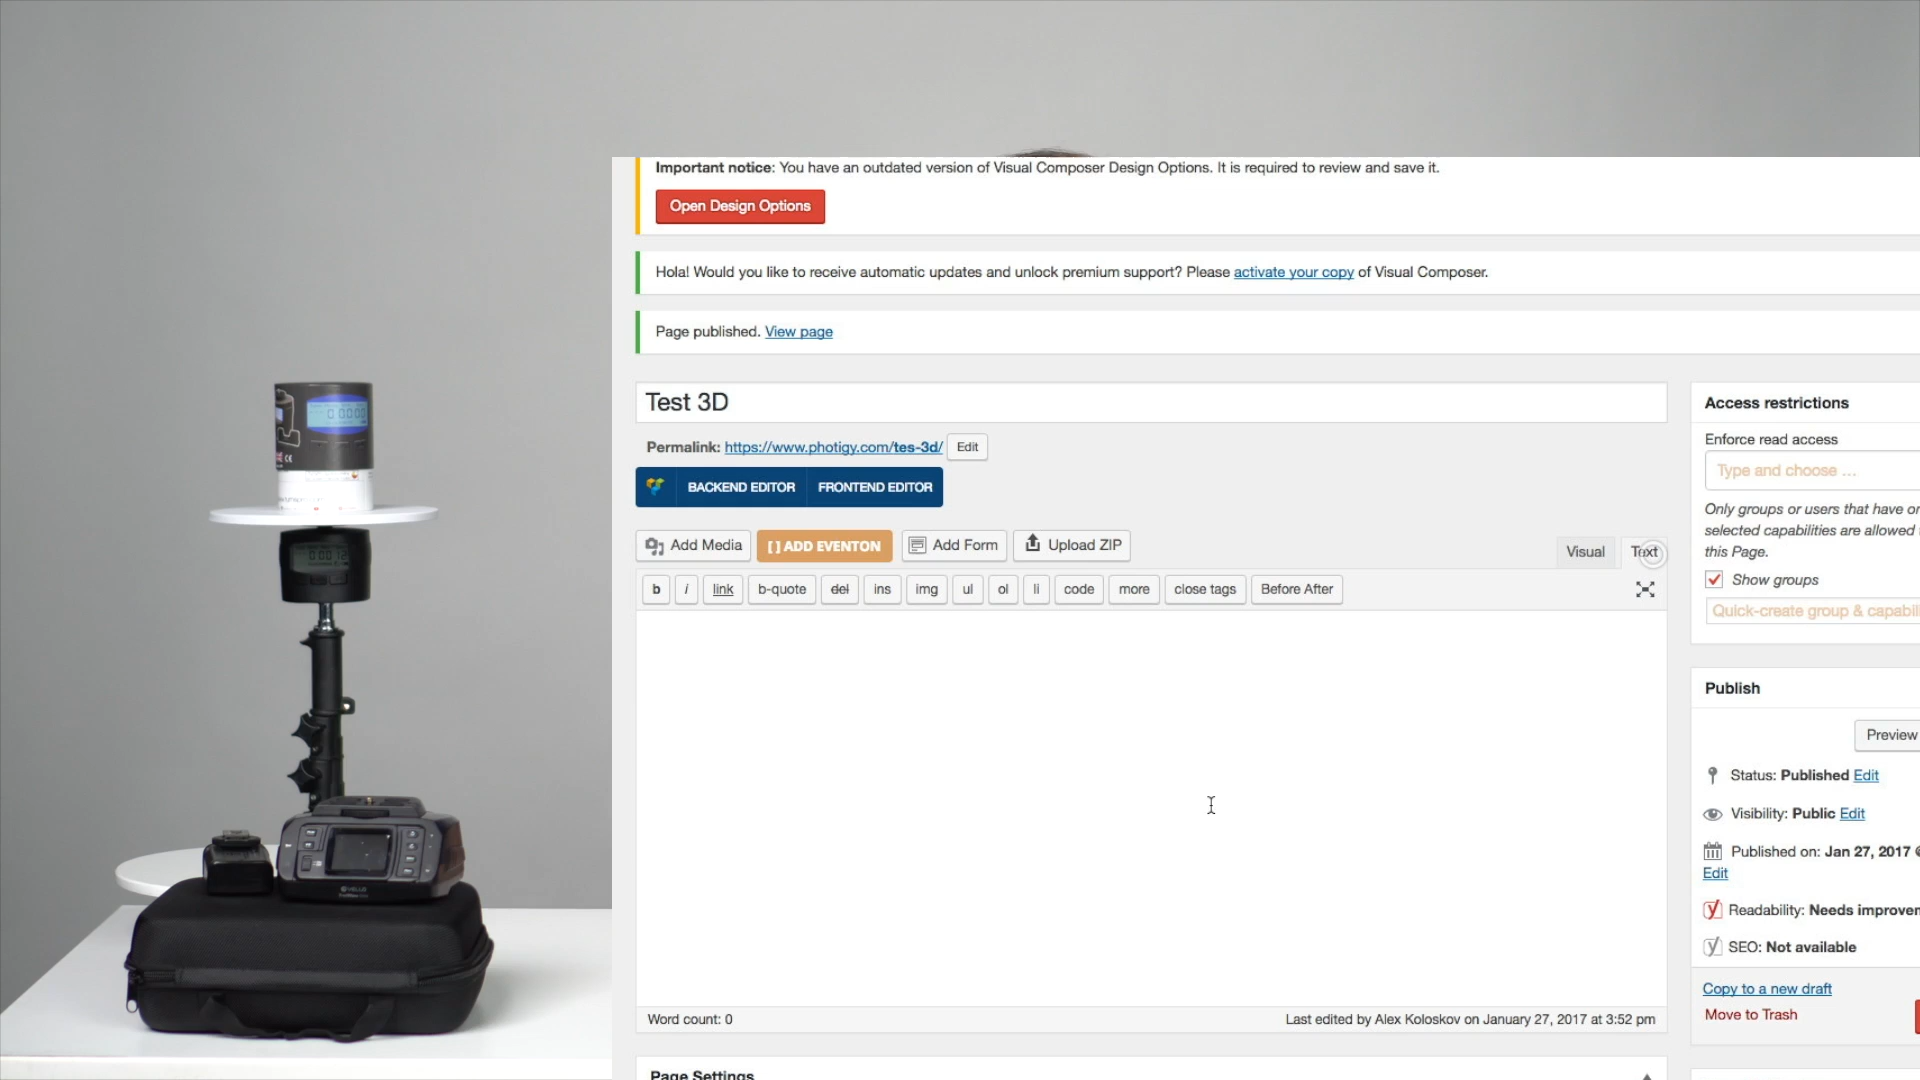 Important notice: You have an outdated version of Visual Composer Design Options. It is required to review and save it.
Open Design Options
Hola! Would you like to receive automatic updates and unlock premium support? Please activate your copy of Visual Composer.
Page published. View page
Test 3D
Permalink: https://www.photigy.com/tes-3d/ Edit
BACKEND EDITOR FRONTEND EDITOR
Add Media [ ] ADD EVENTON Add Form Upload ZIP
Visual Text
b i link b-quote del ins img ul ol li code more close tags Before After
Word count: 0
Last edited by Alex Koloskov on January 27, 2017 at 3:52 pm
Page Settings
Access restrictions
Enforce read access
Type and choose ...
Only groups or users that have
selected capabilities are allowed
this Page.
Show groups
Quick-create group &
Publish
Preview
Status: Published Edit
Visibility: Public Edit
Published on: Jan 27, 2017 @
Edit
Readability: Needs
SEO: Not available
Copy to a new draft
Move to Trash